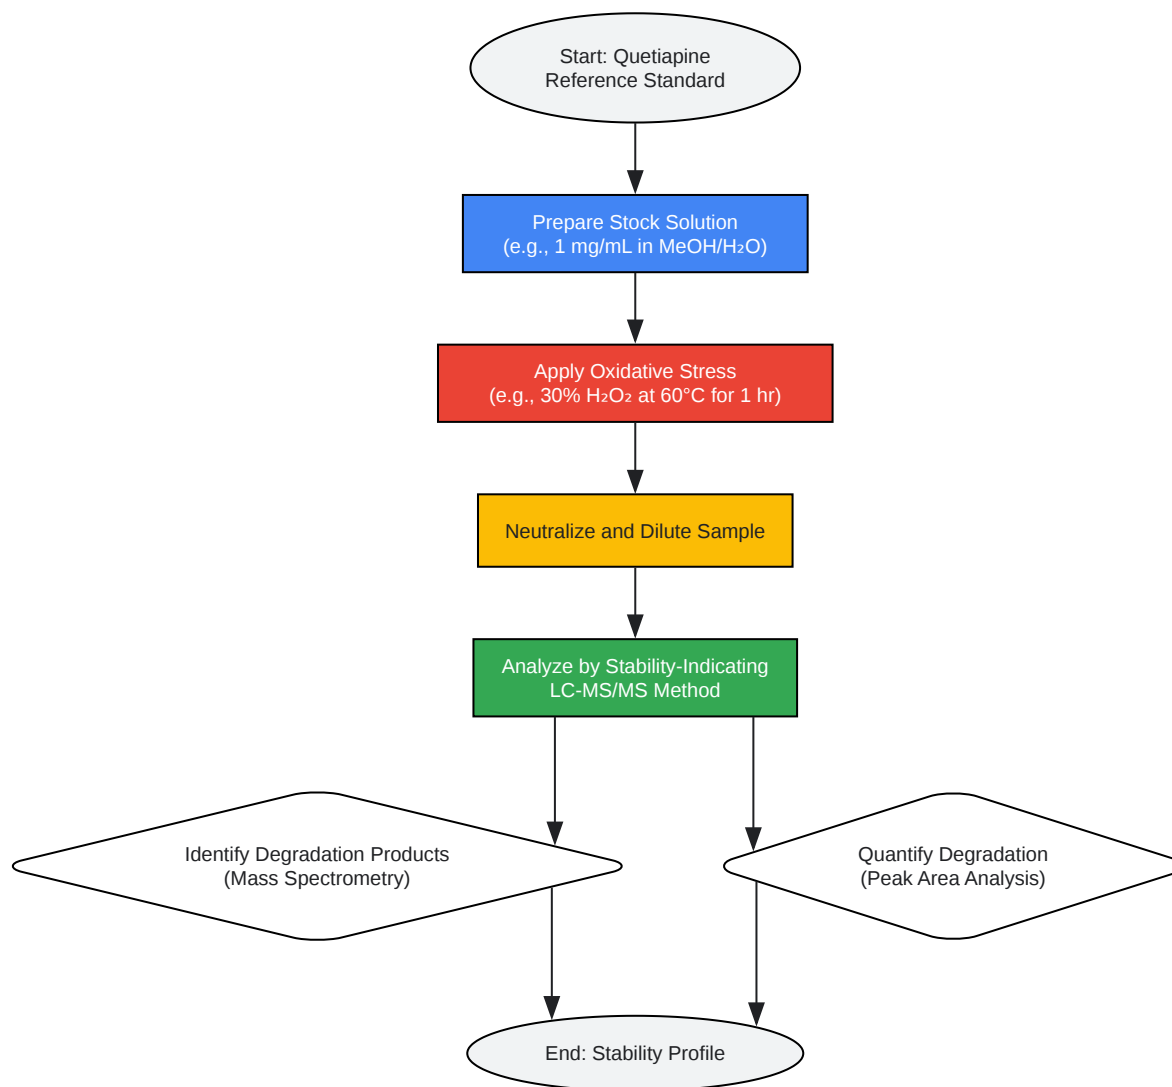 Start: Quetiapine
Reference Standard
Prepare Stock Solution
(e.g., 1 mg/mL in MeOH/H₂O)
Apply Oxidative Stress
(e.g., 30% H₂O₂ at 60°C for 1 hr)
Neutralize and Dilute Sample
Analyze by Stability-Indicating
LC-MS/MS Method
Identify Degradation Products
(Mass Spectrometry)
Quantify Degradation
(Peak Area Analysis)
End: Stability Profile